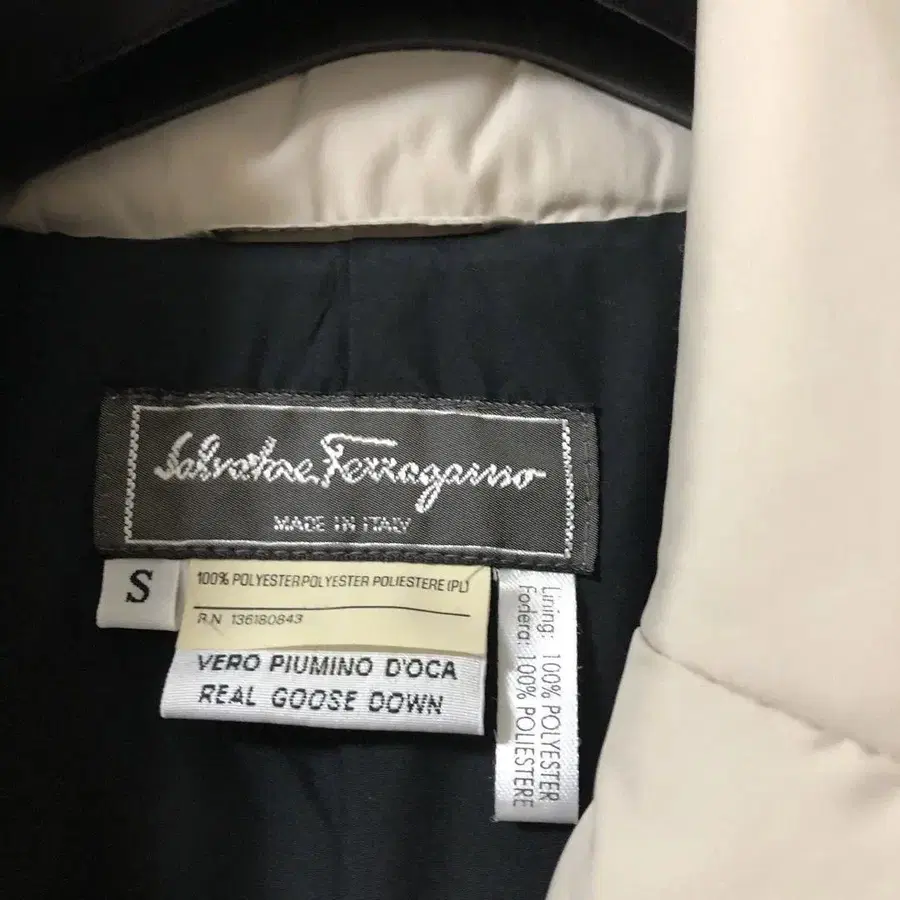 Salvatore Ferragamo
MADE IN ITALY
S
100% POLYESTER POLYESTER POLIESTERE (PL)
R.N 136180843
VERO PIUMINO D'OCA
REAL GOOSE DOWN
Lining: 100% POLYESTER
Fodera: 100% POLIESTERE